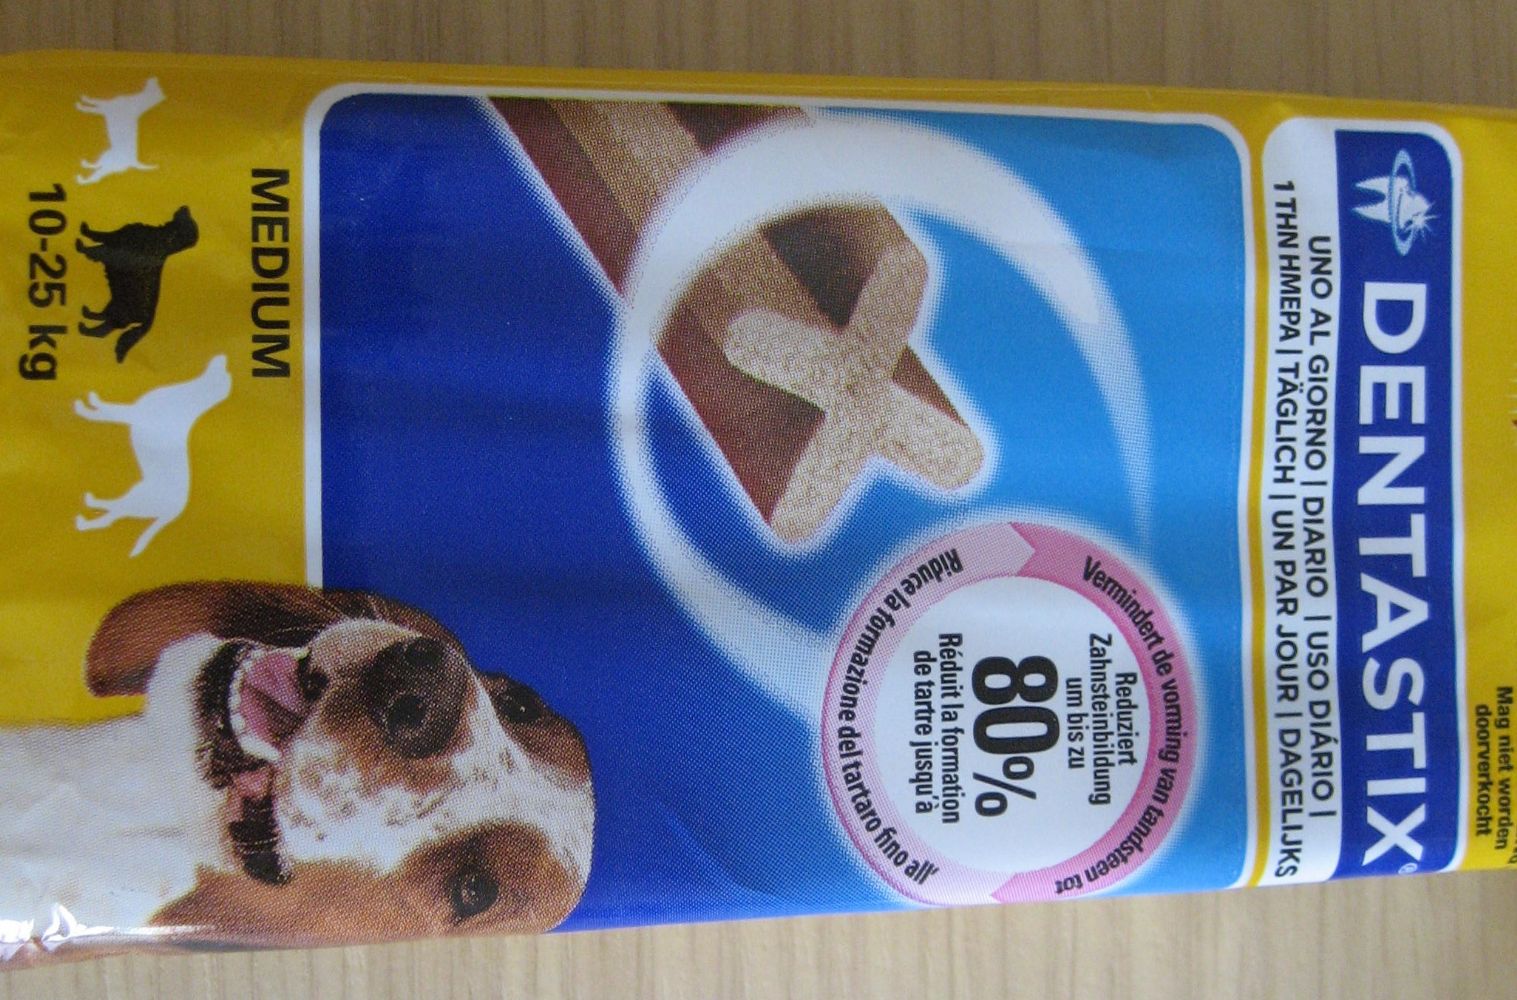 Mag niet worden
doorverkocht
DENTASTIX®
UNO AL GIORNO | DIARIO | USO DIÁRIO |
1 ΤΗΝ ΗΜΕΡΑ | TÄGLICH | UN PAR JOUR | DAGELIJKS
Vermindert de vorming van tandsteen tot
Reduziert
Zahnsteinbildung
um bis zu
80%
Réduit la formation
de tartre jusqu'à
Riduce la formazione del tartaro fino all'
MEDIUM
10-25 kg